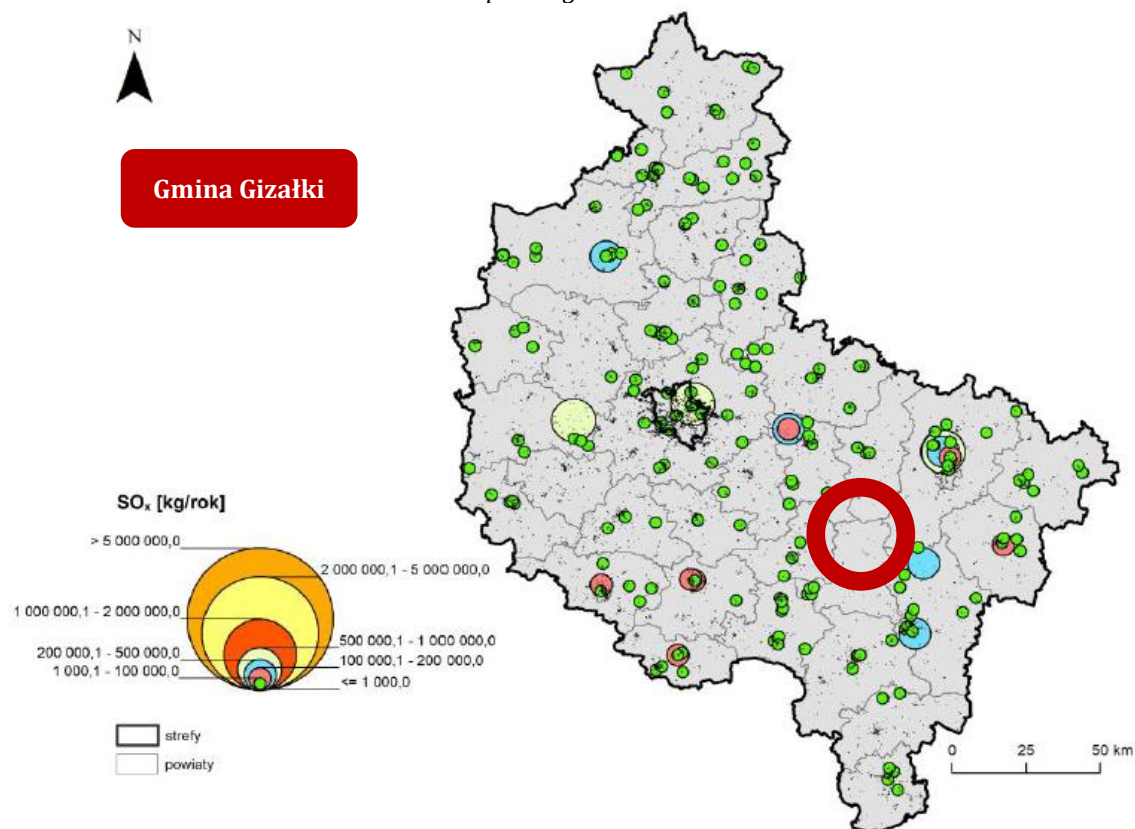 N
Gmina Gizałki
SOₓ [kg/rok]
> 5 000 000,0
2 000 000,1 - 5 000 000,0
1 000 000,1 - 2 000 000,0
500 000,1 - 1 000 000,0
200 000,1 - 500 000,0
100 000,1 - 200 000,0
1 000,1 - 100 000,0
<= 1 000,0
strefy
powiaty
0 25 50 km